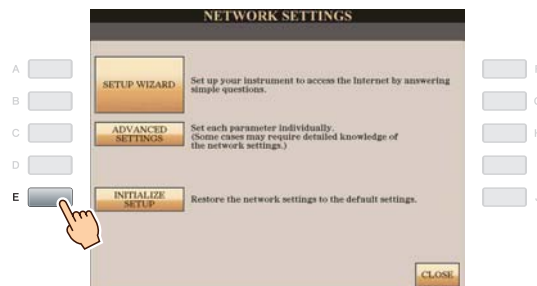 NETWORK SETTINGS
A
B
C
D
E
SETUP WIZARD
Set up your instrument to access the Internet by answering
simple questions.
ADVANCED
SETTINGS
Set each parameter individually.
(Some cases may require detailed knowledge of
the network settings.)
INITIALIZE
SETUP
Restore the network settings to the default settings.
CLOSE